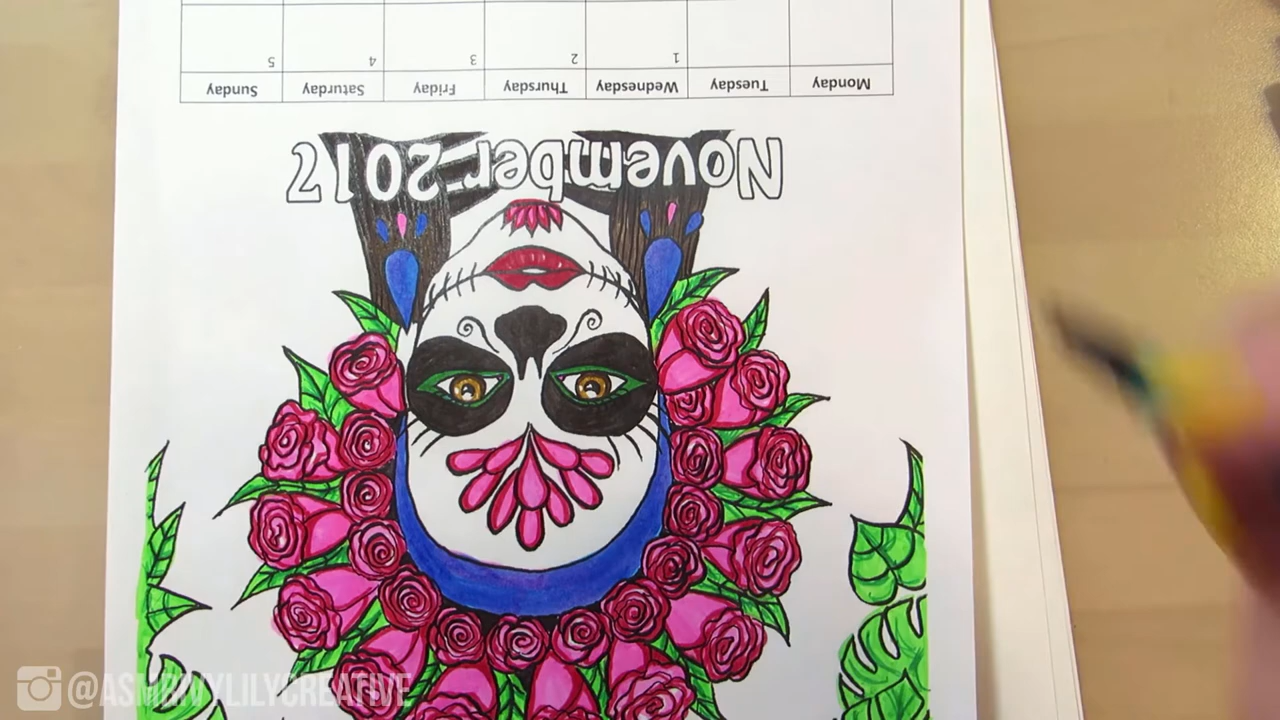 November 2017
Monday Tuesday Wednesday Thursday Friday Saturday Sunday
1 2 3 4 5
@ASMRMYLILYCREATIVE